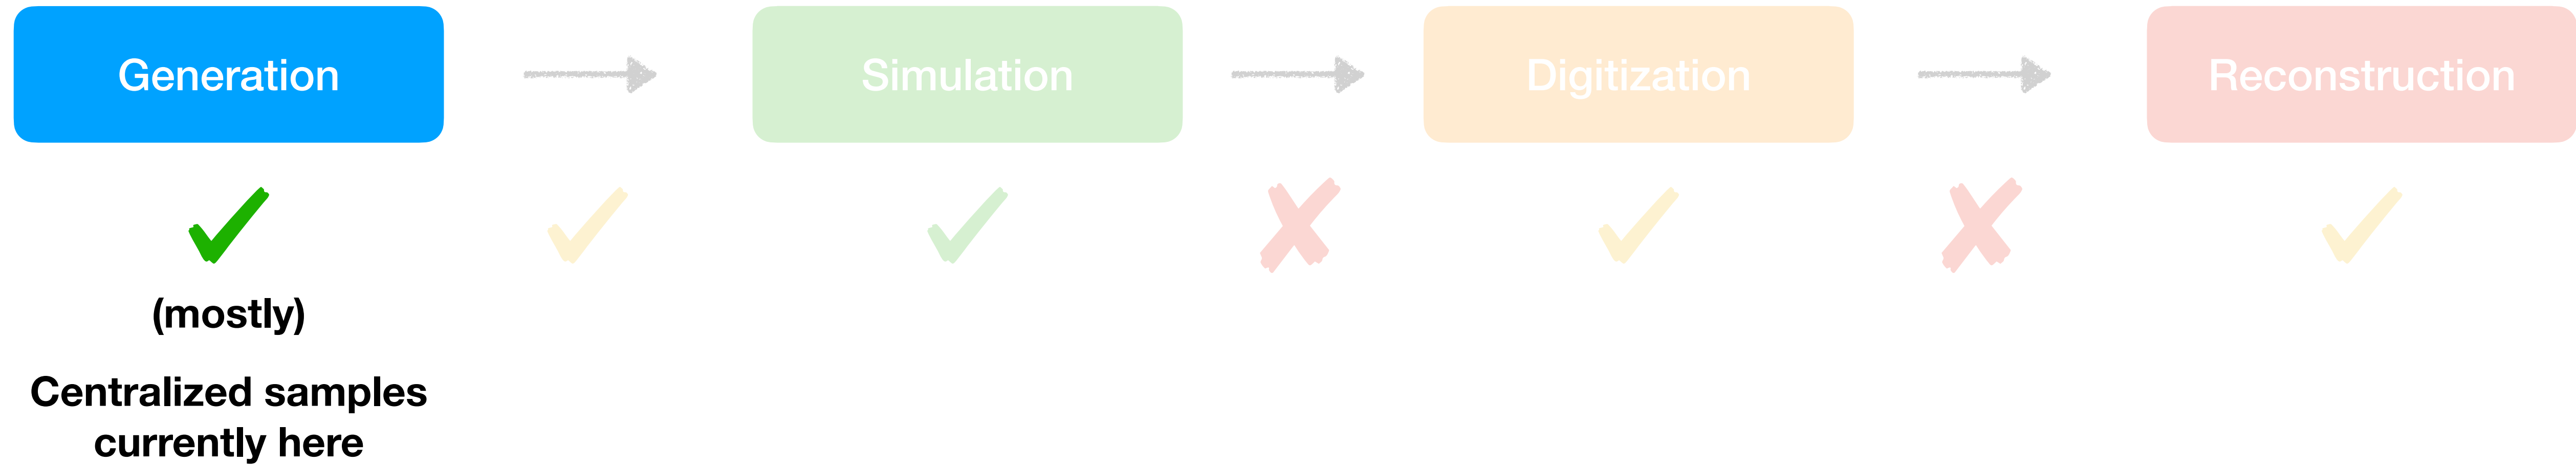 Generation
Simulation
Digitization
Reconstruction
(mostly)
Centralized samples
currently here